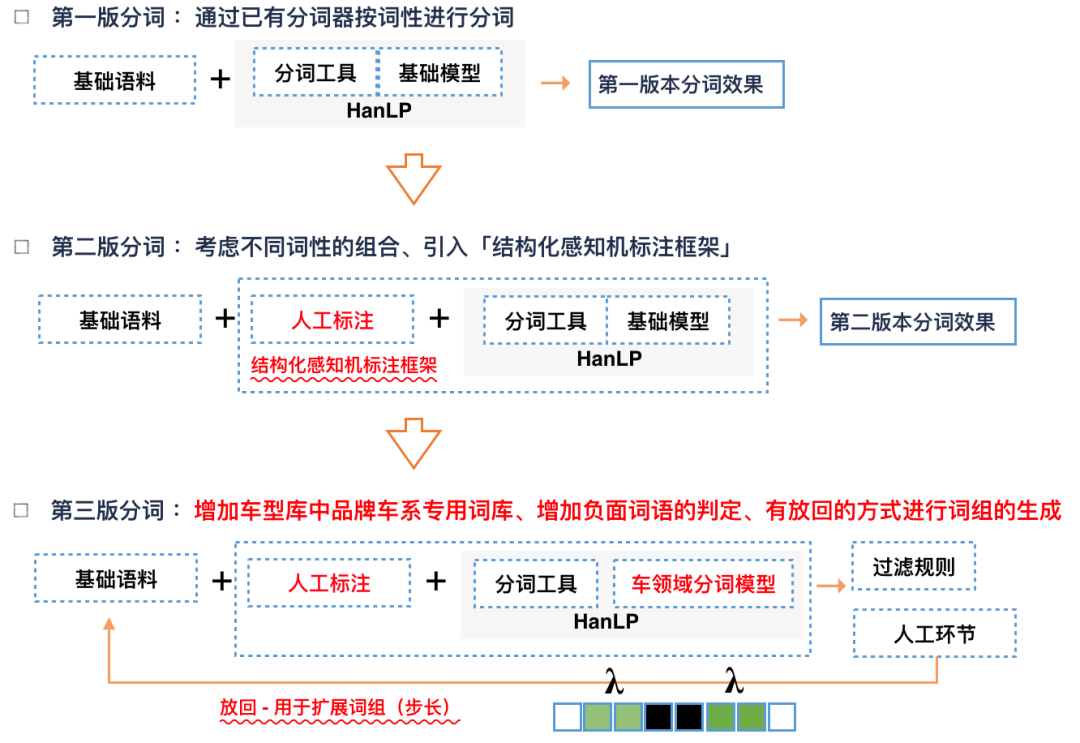 第一版分词： 通过已有分词器按词性进行分词
基础语料 + 分词工具 基础模型 第一版本分词效果
HanLP
第二版分词： 考虑不同词性的组合、引入「结构化感知机标注框架」
基础语料 + 人工标注 + 分词工具 基础模型 第二版本分词效果
结构化感知机标注框架 HanLP
第三版分词： 增加车型库中品牌车系专用词库、增加负面词语的判定、有放回的方式进行词组的生成
基础语料 + 人工标注 + 分词工具 车领域分词模型 过滤规则
HanLP
人工环节
λ λ
放回 - 用于扩展词组（步长）